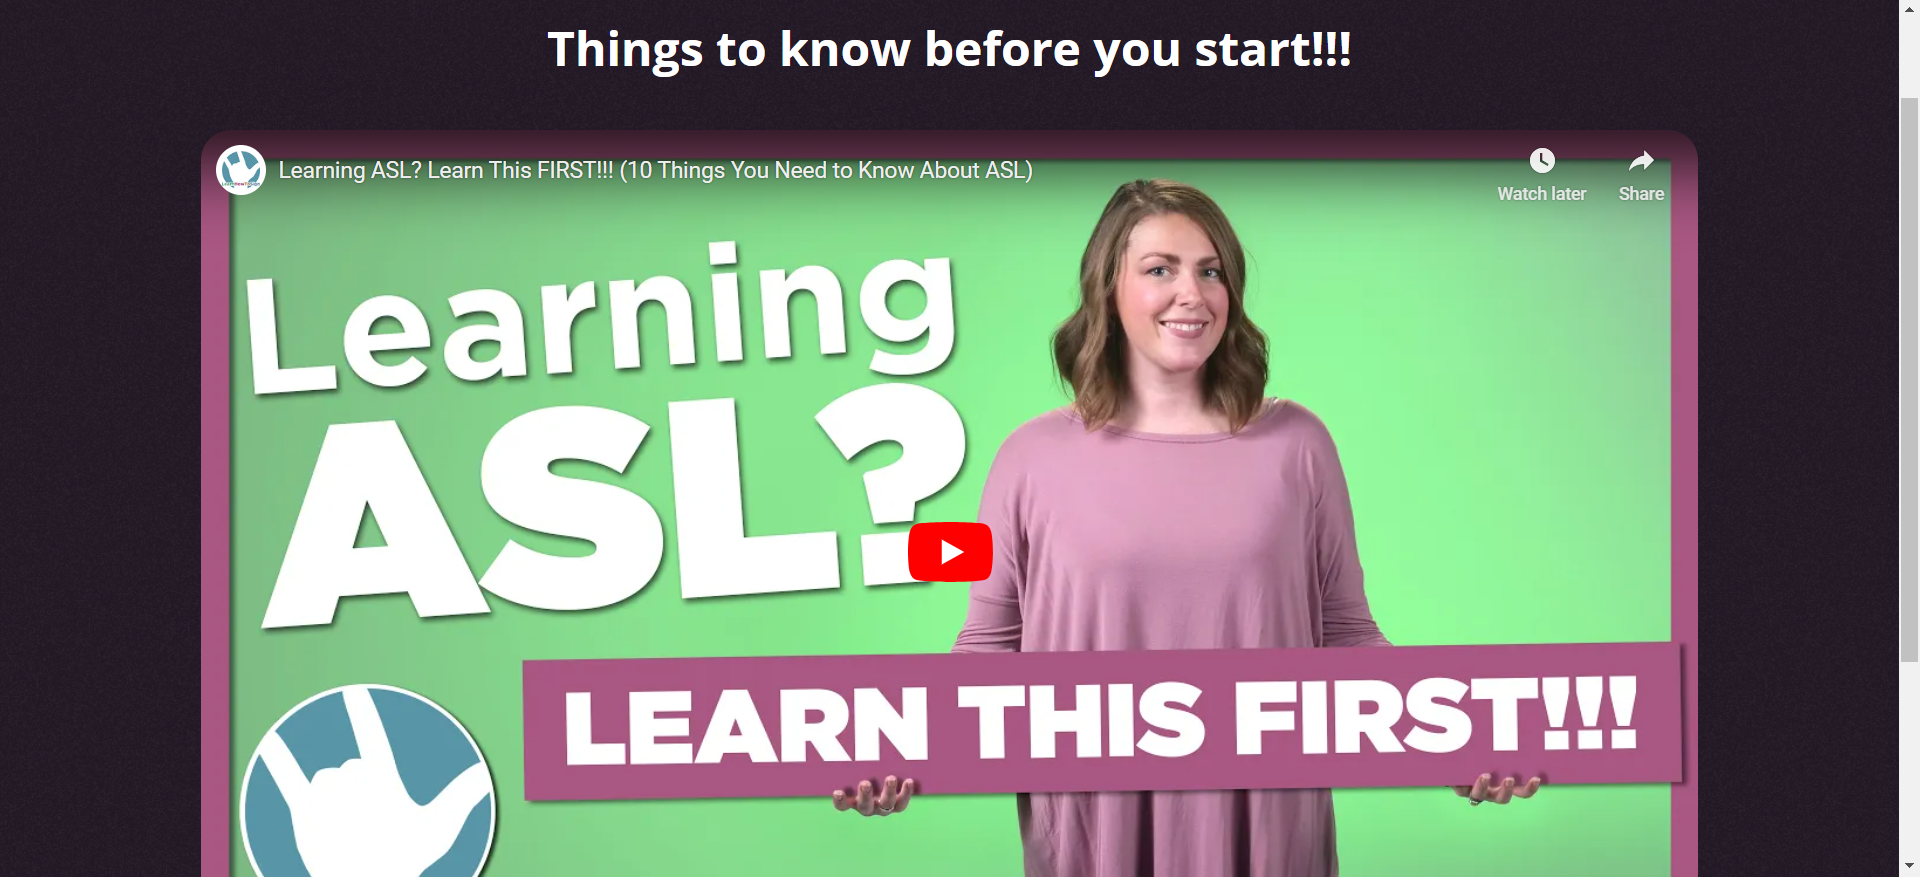 Things to know before you start!!!
Learning ASL? Learn This FIRST!!! (10 Things You Need to Know About ASL)
Watch later
Share
Learning
ASL?
LEARN THIS FIRST!!!